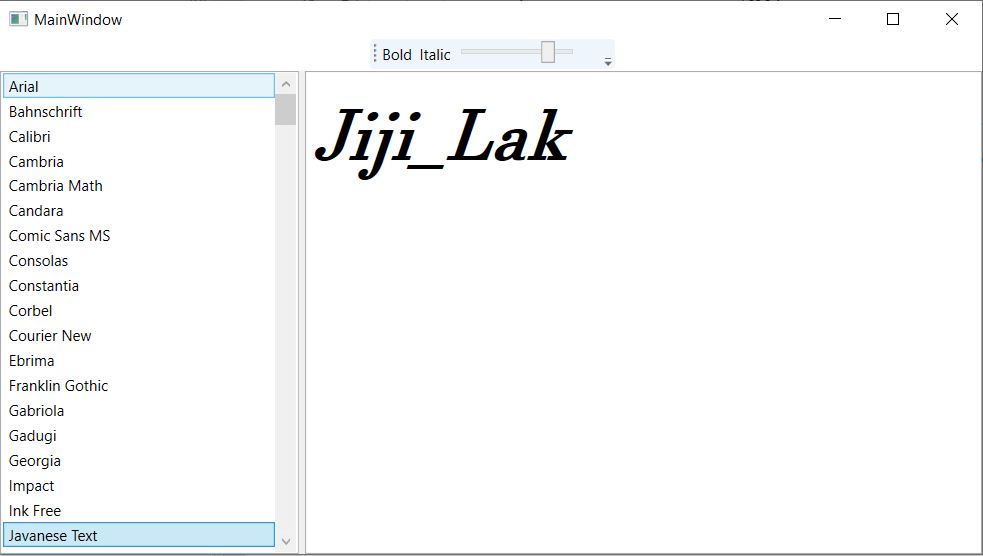 MainWindow
Bold Italic
Arial
Bahnschrift
Calibri
Cambria
Cambria Math
Candara
Comic Sans MS
Consolas
Constantia
Corbel
Courier New
Ebrima
Franklin Gothic
Gabriola
Gadugi
Georgia
Impact
Ink Free
Javanese Text
Jiji_Lak